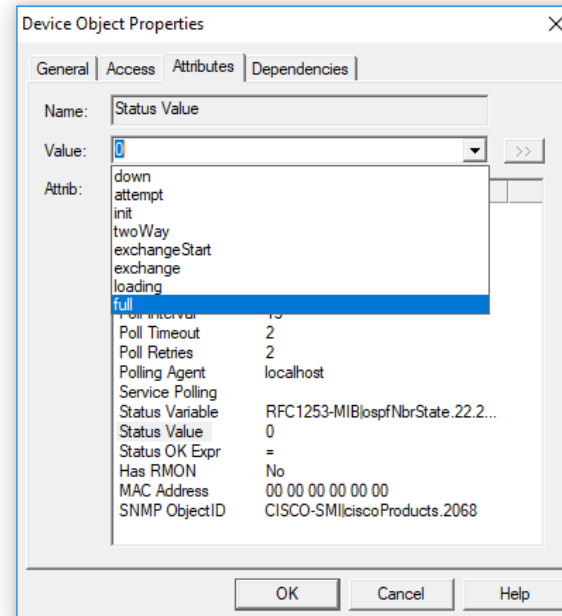 Device Object Properties
General Access Attributes Dependencies
Name: Status Value
Value: 0 >>
Attrib:
down
attempt
init
twoWay
exchangeStart
exchange
loading
full
Poll Interval 15
Poll Timeout 2
Poll Retries 2
Polling Agent localhost
Service Polling
Status Variable RFC1253-MIB|ospfNbrState.22.2...
Status Value 0
Status OK Expr =
Has RMON No
MAC Address 00 00 00 00 00 00
SNMP ObjectID CISCO-SMI|ciscoProducts.2068
OK Cancel Help